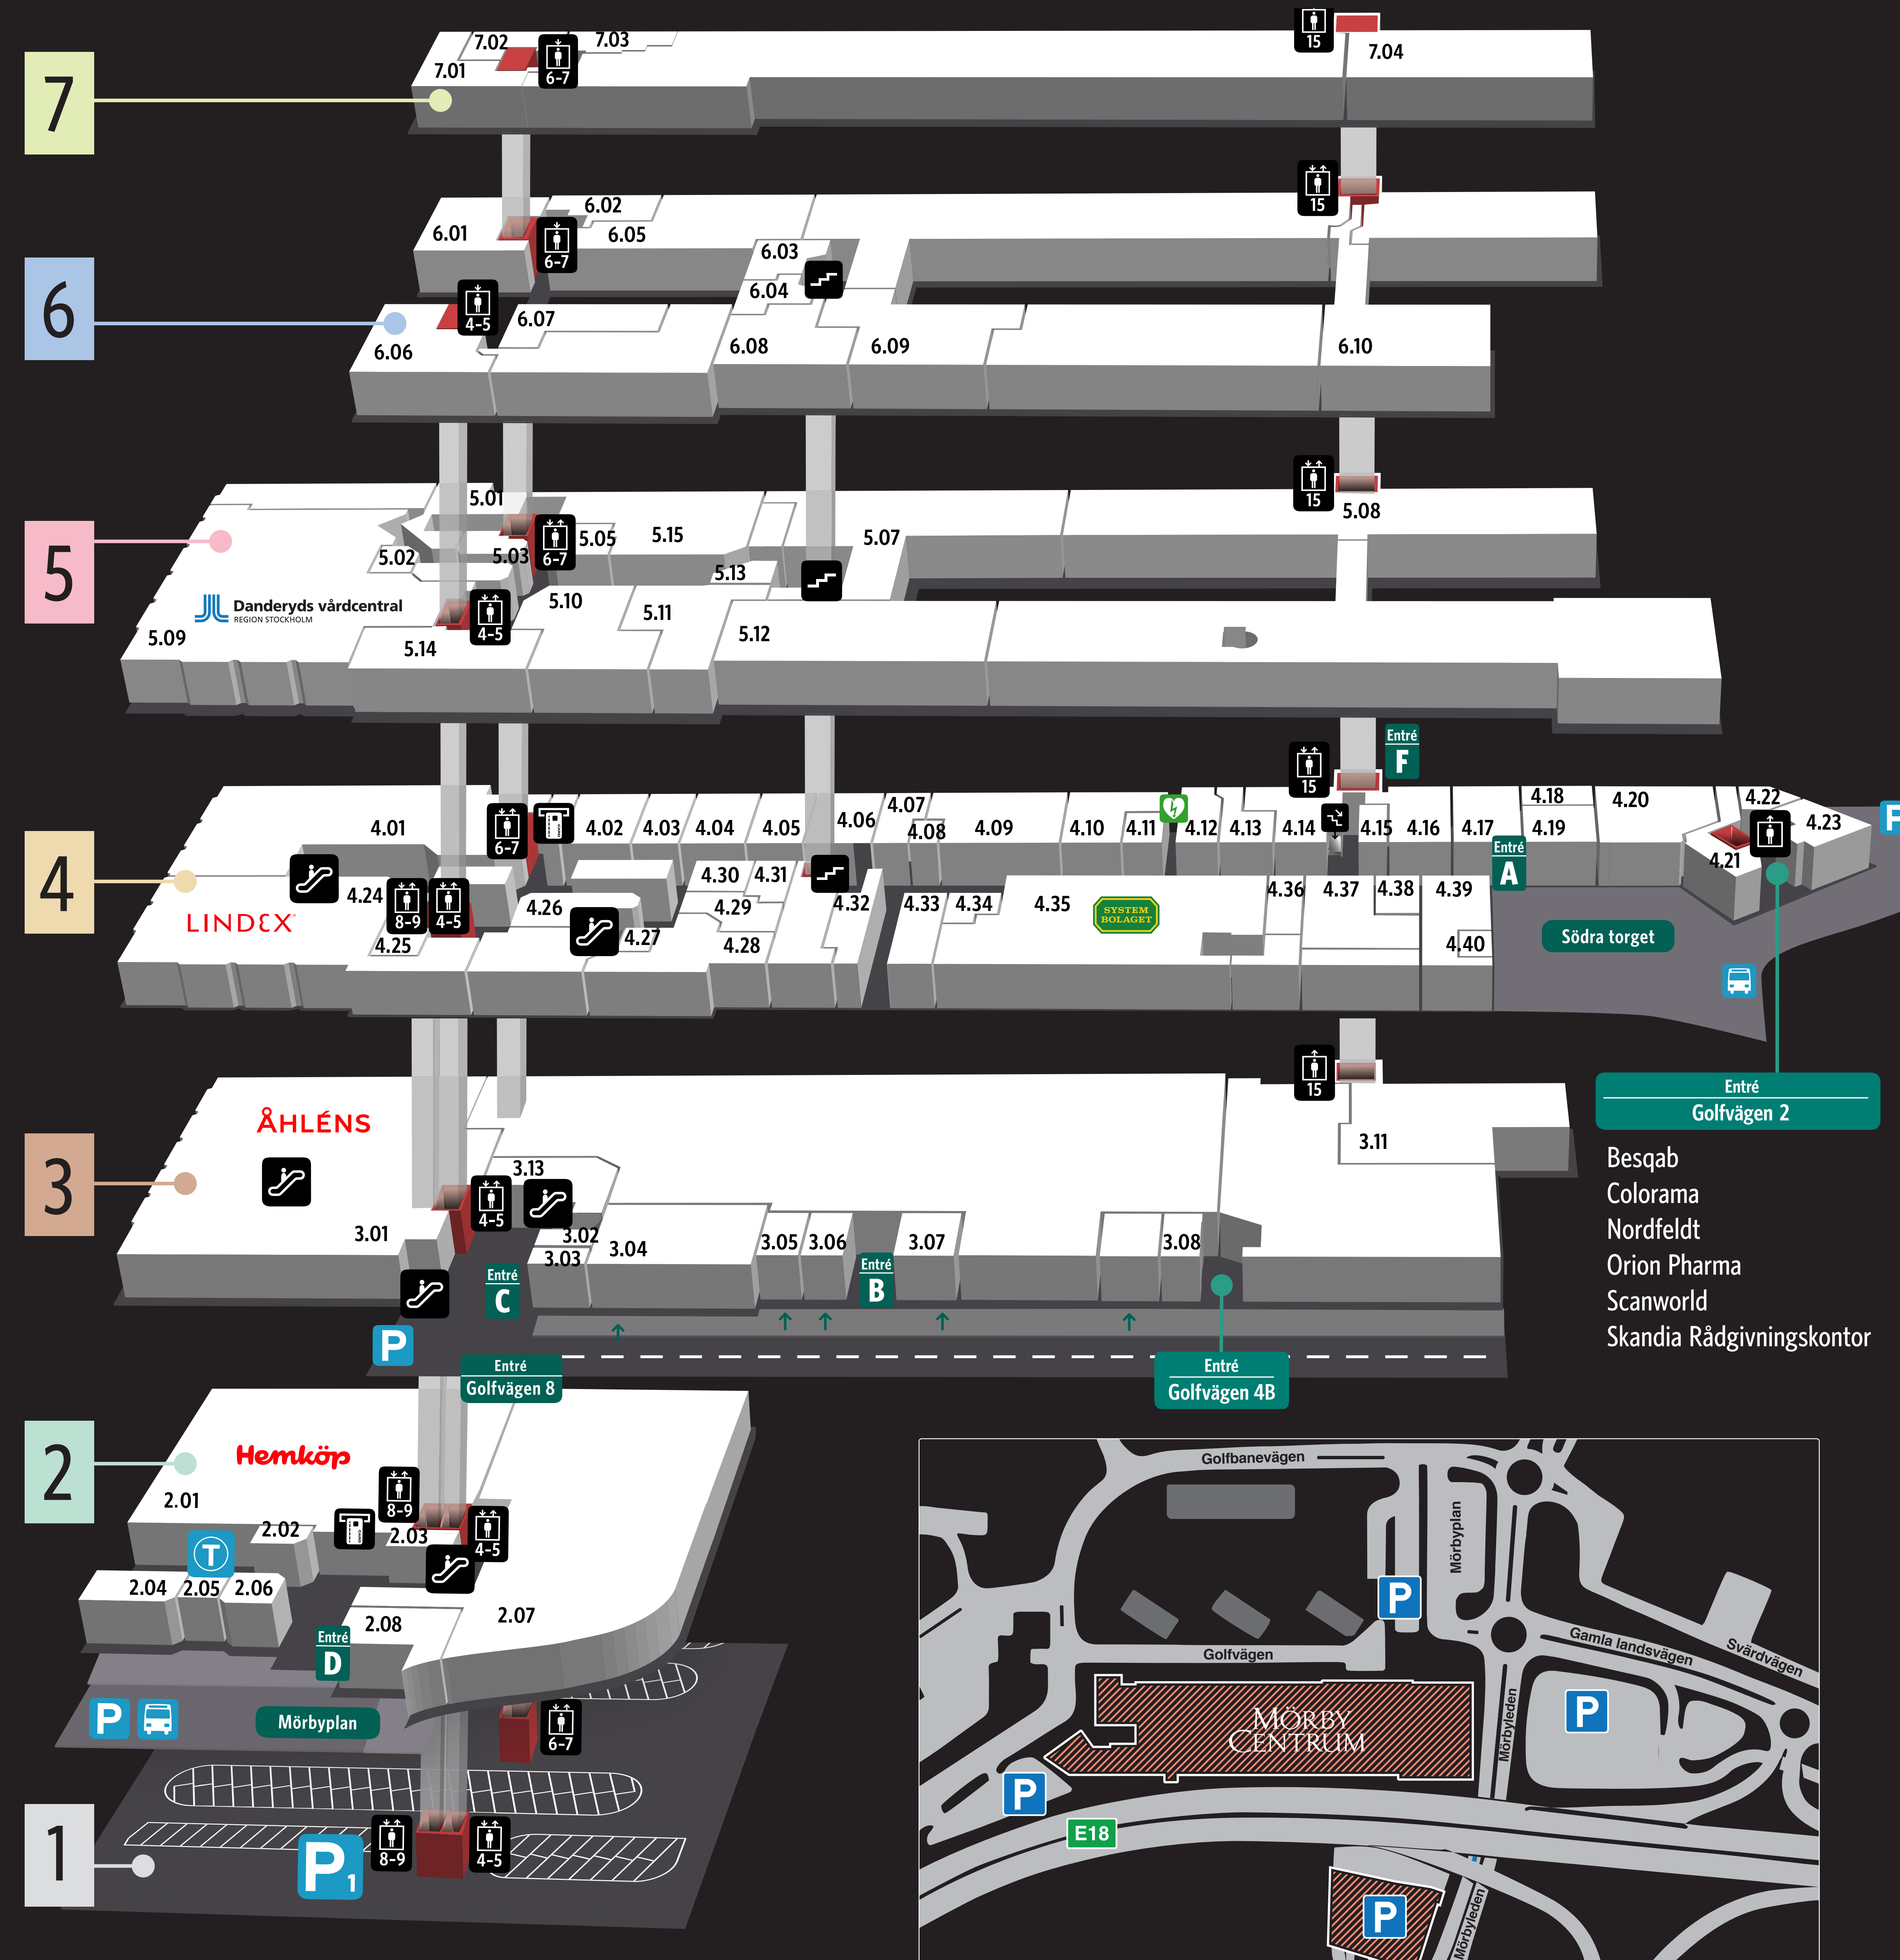 7
7.02
7.03
7.01
6-7
15
7.04
6
6.02
6.01
6.05
6-7
15
6.03
6.04
4-5
6.07
6.06
6.08
6.09
6.10
5
5.01
15
5.08
5.02
5.03
6-7
5.05
5.15
5.07
5.13
Danderyds vårdcentral
REGION STOCKHOLM
5.09
4-5
5.10
5.11
5.12
5.14
4
Entré
F
15
4.01
6-7
4.02
4.03
4.04
4.05
4.06
4.07
4.08
4.09
4.10
4.11
4.12
4.13
4.14
4.15
4.16
4.17
4.18
4.19
4.20
4.22
4.23
4.21
P
Entré
A
4.24
8-9
4-5
4.25
LINDEX
4.26
4.27
4.30
4.31
4.29
4.28
4.32
4.33
4.34
4.35
SYSTEM
BOLAGET
4.36
4.37
4.38
4.39
4.40
Södra torget
3
ÅHLÉNS
15
3.11
3.13
4-5
3.01
3.02
3.03
3.04
3.05
3.06
3.07
3.08
Entré
C
Entré
B
P
Entré
Golfvägen 8
Entré
Golfvägen 4B
Entré
Golfvägen 2
Besqab
Colorama
Nordfeldt
Orion Pharma
Scanworld
Skandia Rådgivningskontor
2
Hemköp
2.01
8-9
2.02
CARD
2.03
4-5
T
2.04
2.05
2.06
2.07
2.08
Entré
D
P
Mörbyplan
6-7
1
P1
8-9
4-5
Golfbanevägen
Mörbyplan
P
Golfvägen
Gamla landsvägen
Svärdvägen
MÖRBY
CENTRUM
Mörbyleden
P
P
E18
P
Mörbyleden